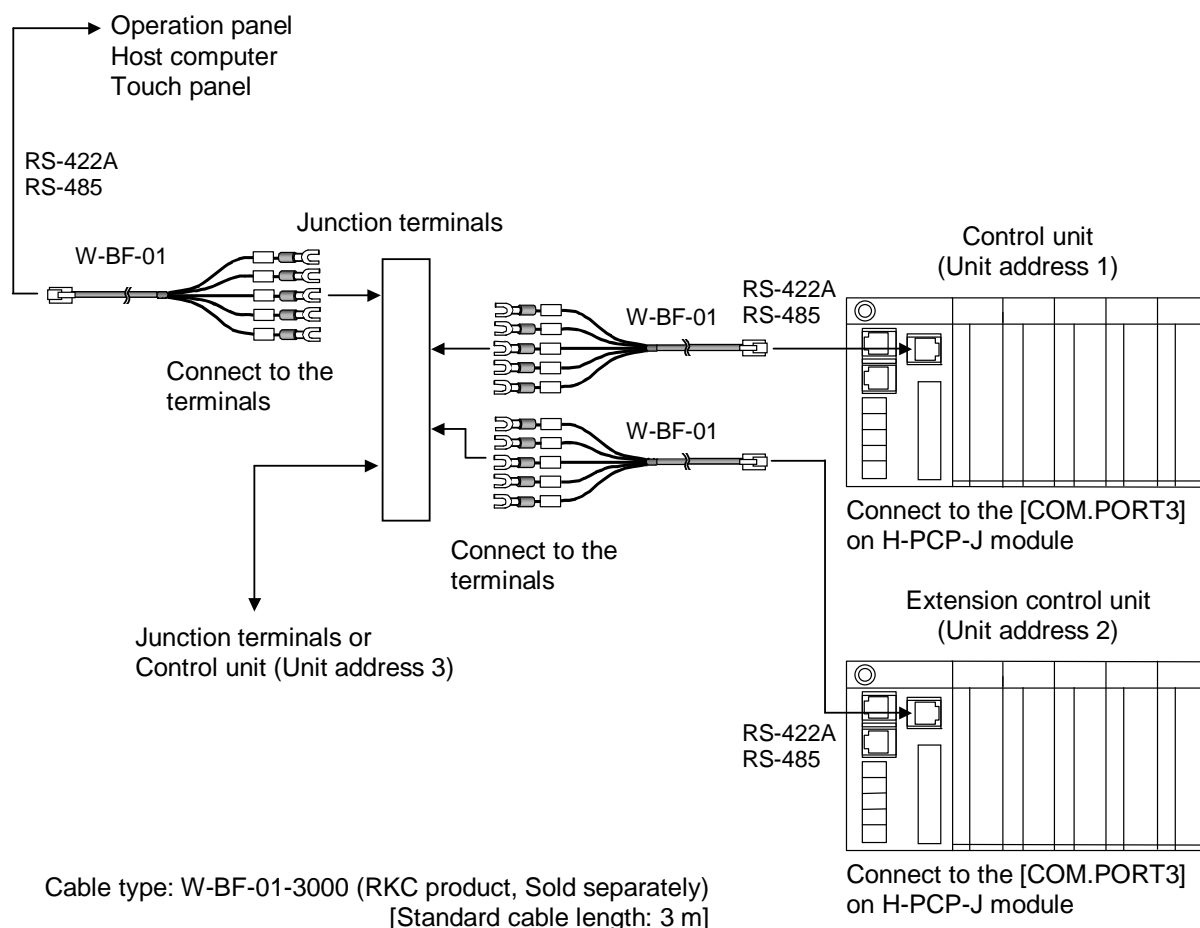 Operation panel
Host computer
Touch panel
RS-422A
RS-485
Junction terminals
W-BF-01
Connect to the
terminals
W-BF-01
RS-422A
RS-485
Control unit
(Unit address 1)
Connect to the [COM.PORT3]
on H-PCP-J module
W-BF-01
Connect to the
terminals
Junction terminals or
Control unit (Unit address 3)
Extension control unit
(Unit address 2)
RS-422A
RS-485
Connect to the [COM.PORT3]
on H-PCP-J module
Cable type: W-BF-01-3000 (RKC product, Sold separately)
[Standard cable length: 3 m]